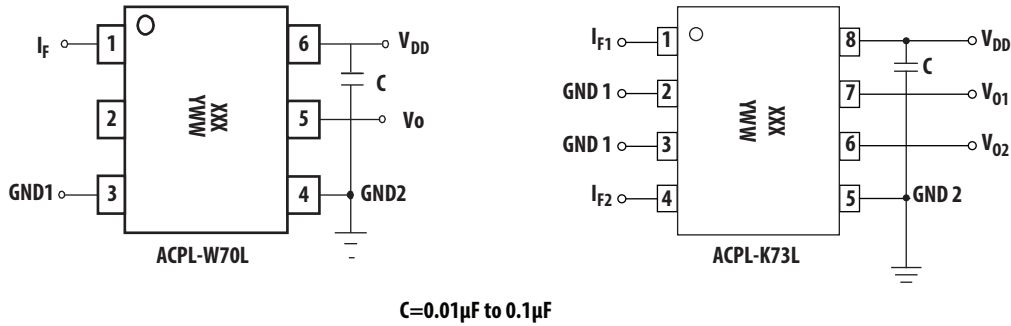 I_F
1
2
GND1
3
XXX
YWW
6
V_DD
C
5
Vo
4
GND2
ACPL-W70L
I_F1
1
GND 1
2
GND 1
3
I_F2
4
XXX
YWW
8
V_DD
C
7
V_O1
6
V_O2
5
GND 2
ACPL-K73L
C=0.01µF to 0.1µF